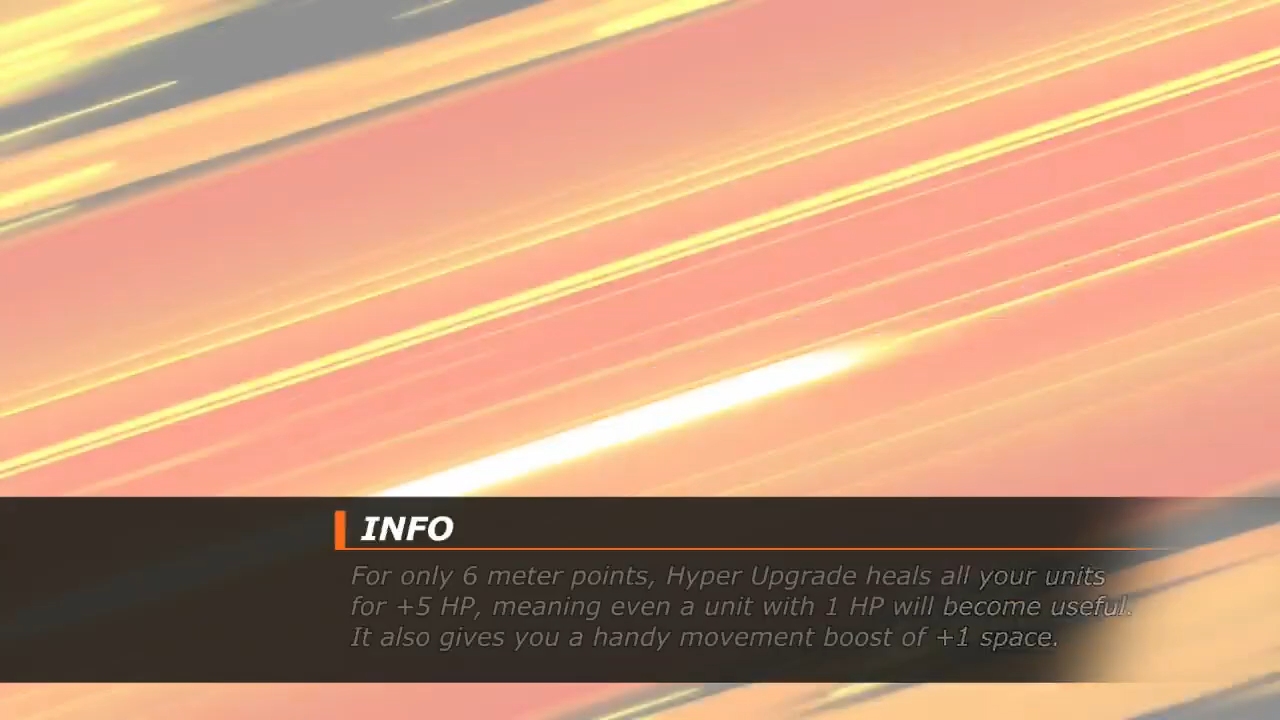 INFO
For only 6 meter points, Hyper Upgrade heals all your units
for +5 HP, meaning even a unit with 1 HP will become useful.
It also gives you a handy movement boost of +1 space.